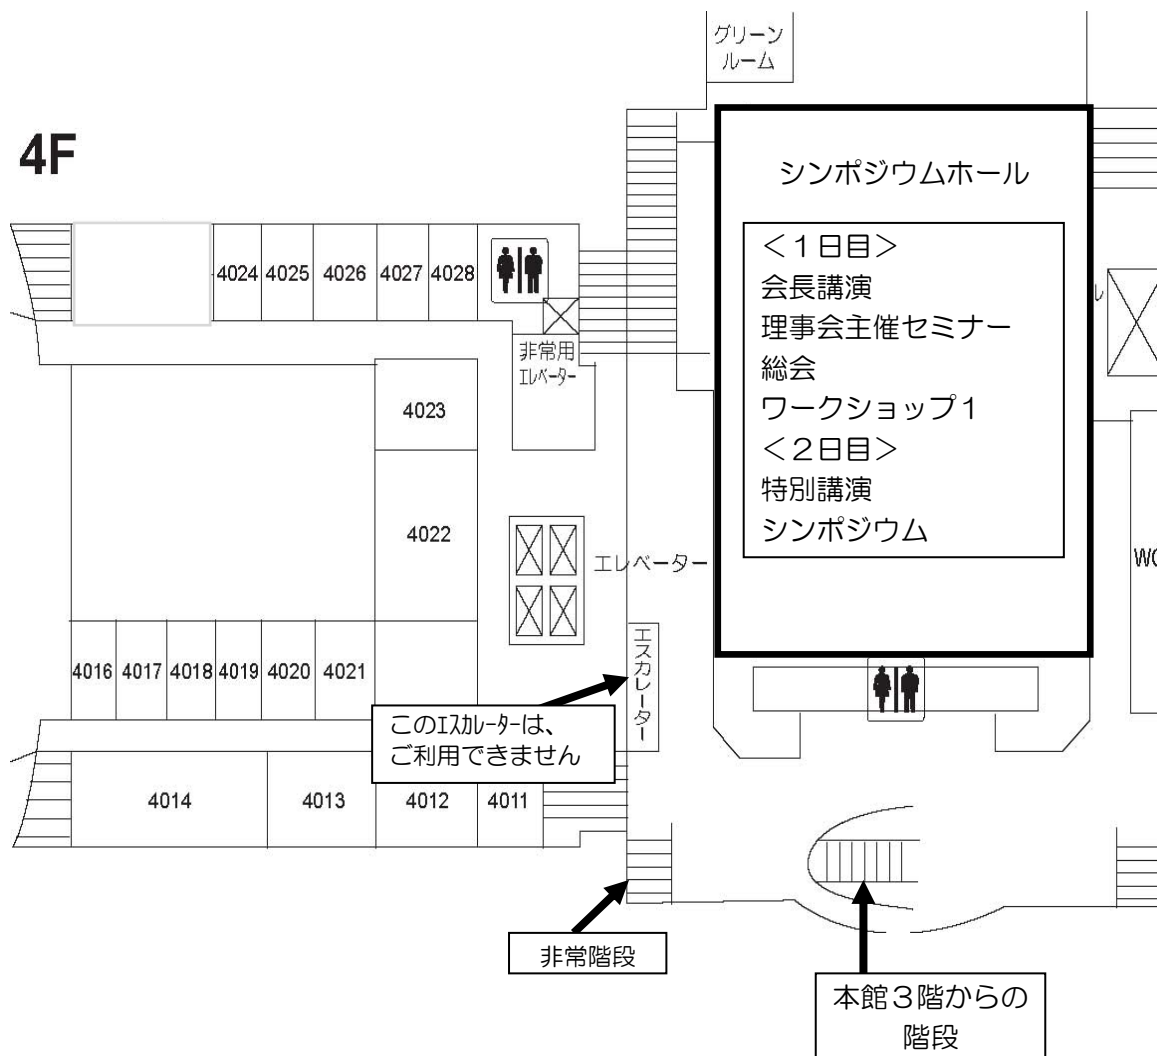 グリーン
ルーム
4F
シンポジウムホール
<1日目>
会長講演
理事会主催セミナー
総会
ワークショップ1
<2日目>
特別講演
シンポジウム
4024
4025
4026
4027
4028
非常用
エレベーター
4023
4022
エレベーター
エスカレーター
4016
4017
4018
4019
4020
4021
このエスカレーターは、
ご利用できません
4014
4013
4012
4011
非常階段
本館3階からの
階段